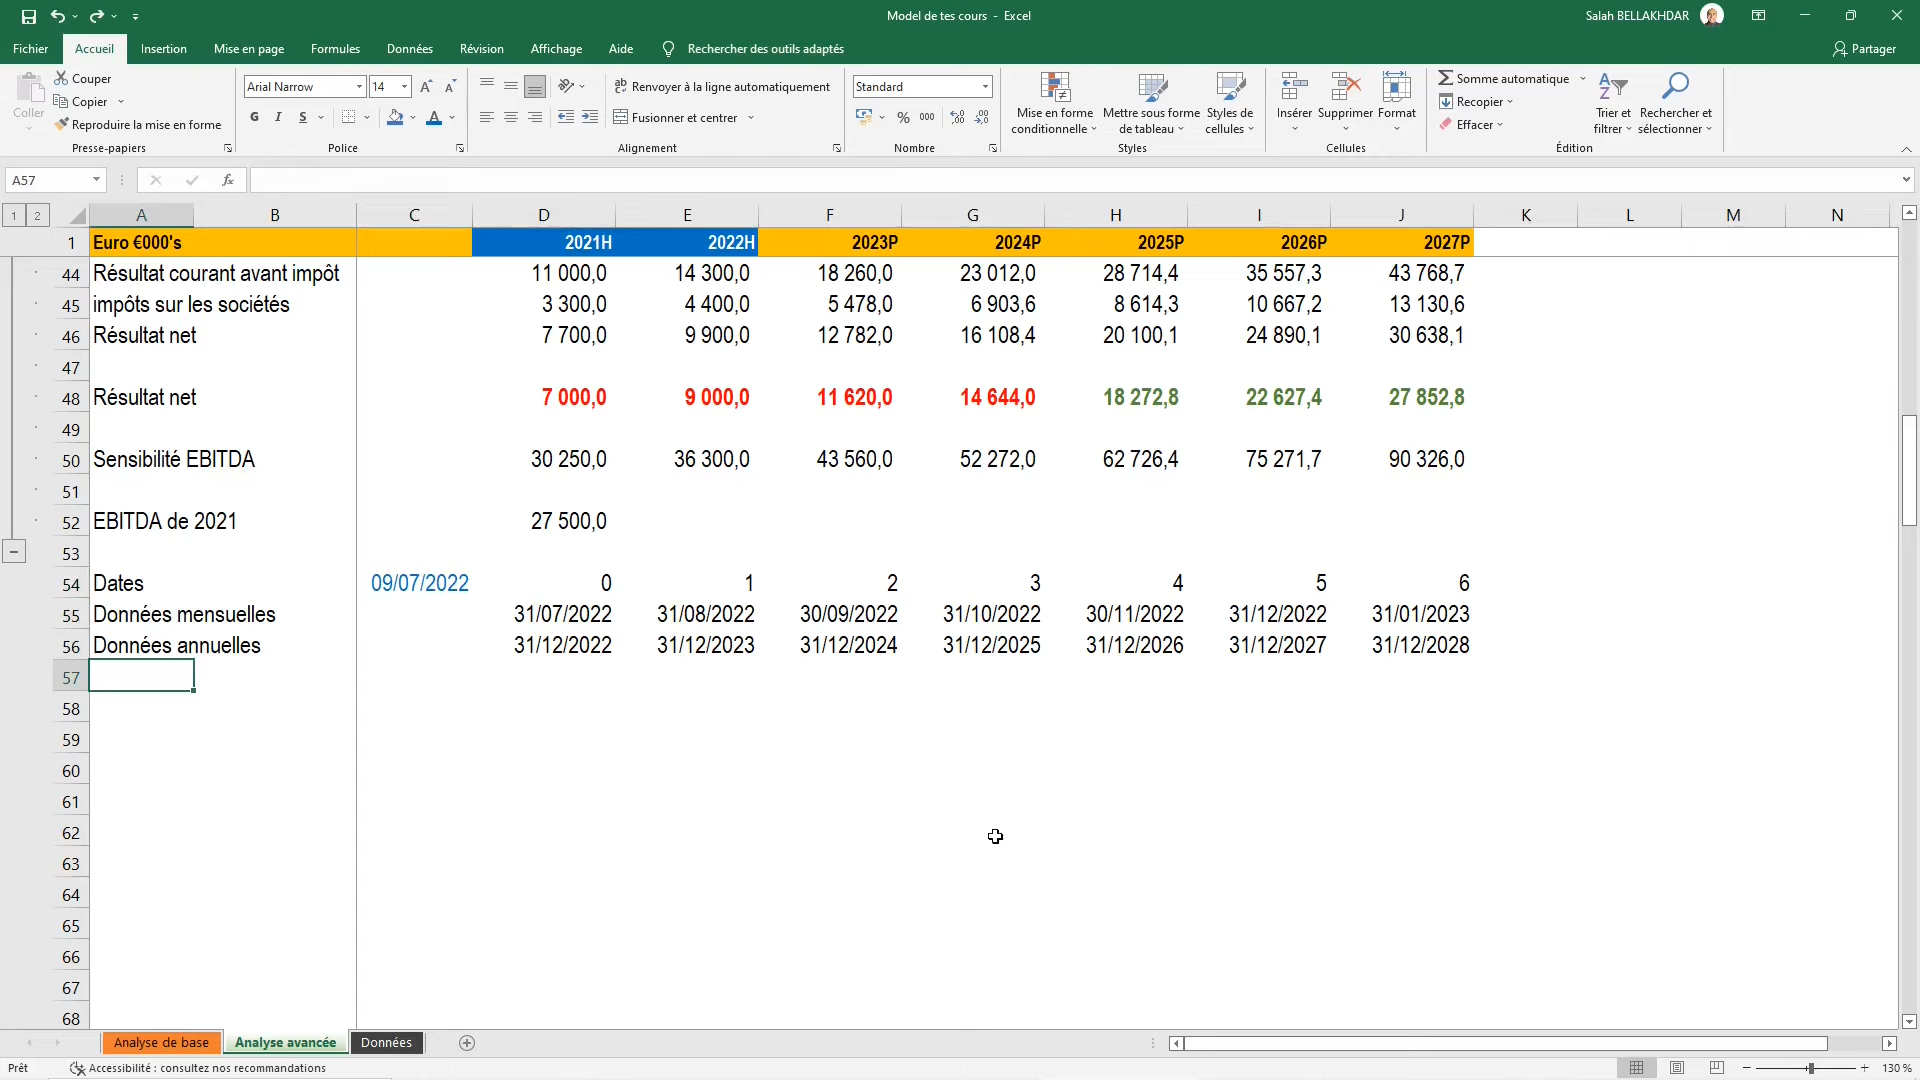 Model de tes cours - Excel
Salah BELLAKHDAR
Fichier Accueil Insertion Mise en page Formules Données Révision Affichage Aide Rechercher des outils adaptés Partager
Coller
Couper
Copier
Reproduire la mise en forme
Presse-papiers
Arial Narrow 14
G I S
Police
Renvoyer à la ligne automatiquement
Fusionner et centrer
Alignement
Standard
% 000
Nombre
Mise en forme conditionnelle
Mettre sous forme de tableau
Styles de cellules
Styles
Insérer Supprimer Format
Cellules
Somme automatique
Recopier
Effacer
Trier et filtrer
Rechercher et sélectionner
Édition
A57 fx
1 2 A B C D E F G H I J K L M N
1 Euro €000's 2021H 2022H 2023P 2024P 2025P 2026P 2027P
44 Résultat courant avant impôt 11 000,0 14 300,0 18 260,0 23 012,0 28 714,4 35 557,3 43 768,7
45 impôts sur les sociétés 3 300,0 4 400,0 5 478,0 6 903,6 8 614,3 10 667,2 13 130,6
46 Résultat net 7 700,0 9 900,0 12 782,0 16 108,4 20 100,1 24 890,1 30 638,1
47
48 Résultat net 7 000,0 9 000,0 11 620,0 14 644,0 18 272,8 22 627,4 27 852,8
49
50 Sensibilité EBITDA 30 250,0 36 300,0 43 560,0 52 272,0 62 726,4 75 271,7 90 326,0
51
52 EBITDA de 2021 27 500,0
53
54 Dates 09/07/2022 0 1 2 3 4 5 6
55 Données mensuelles 31/07/2022 31/08/2022 30/09/2022 31/10/2022 30/11/2022 31/12/2022 31/01/2023
56 Données annuelles 31/12/2022 31/12/2023 31/12/2024 31/12/2025 31/12/2026 31/12/2027 31/12/2028
57
58
59
60
61
62
63
64
65
66
67
68
Analyse de base Analyse avancée Données
Prêt Accessibilité : consultez nos recommandations 130 %